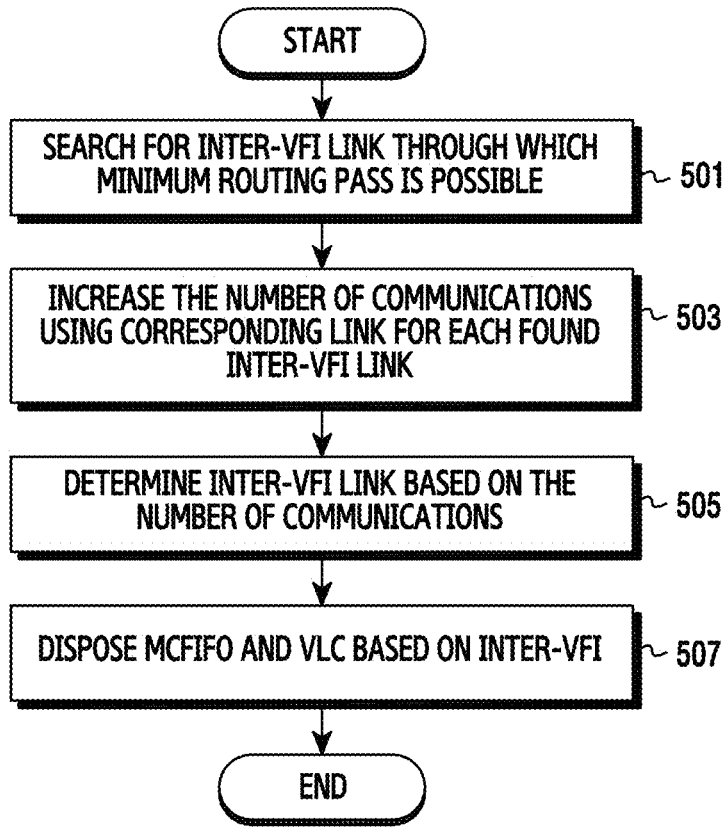 START
SEARCH FOR INTER-VFI LINK THROUGH WHICH
MINIMUM ROUTING PASS IS POSSIBLE
501
INCREASE THE NUMBER OF COMMUNICATIONS
USING CORRESPONDING LINK FOR EACH FOUND
INTER-VFI LINK
503
DETERMINE INTER-VFI LINK BASED ON THE
NUMBER OF COMMUNICATIONS
505
DISPOSE MCFIFO AND VLC BASED ON INTER-VFI
507
END